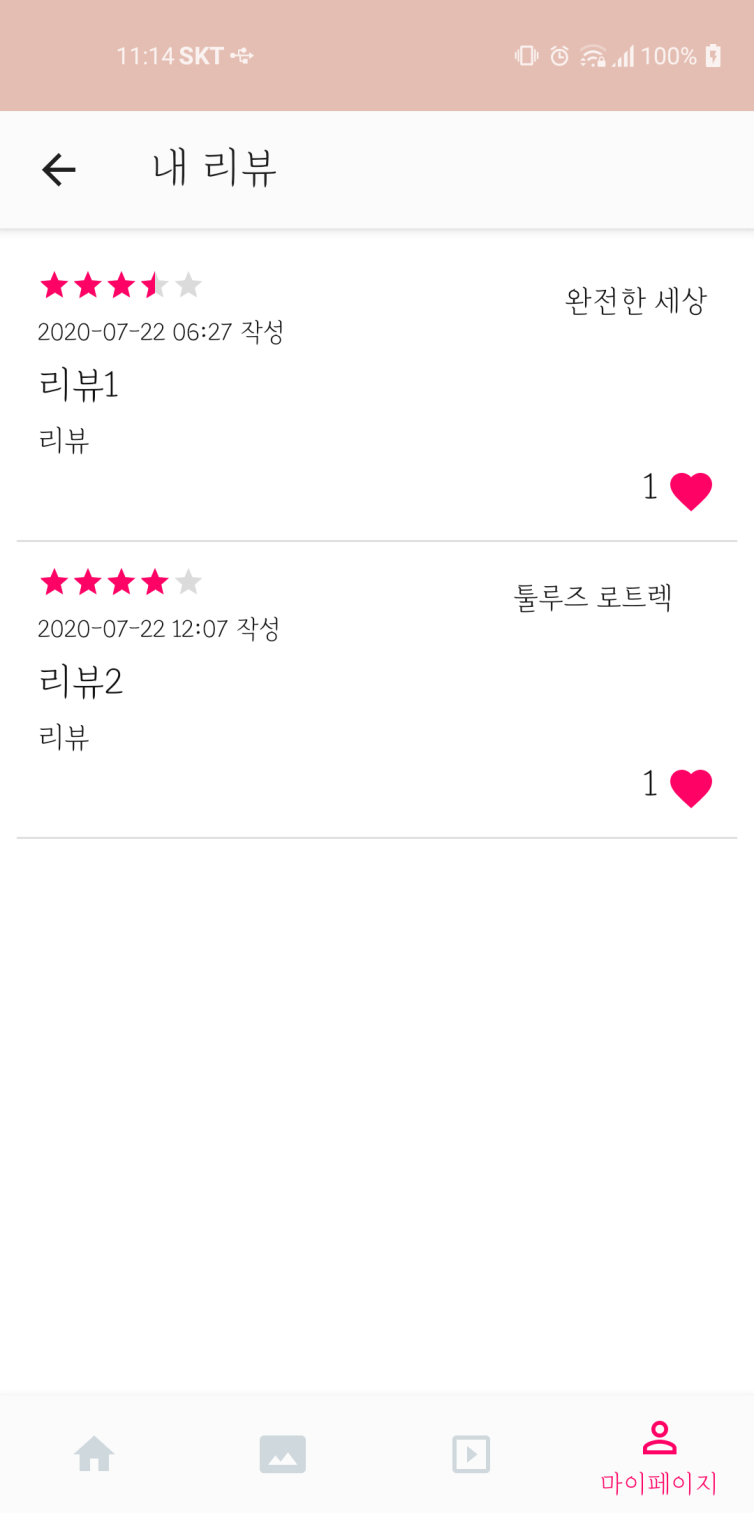 11:14 SKT 100%
내 리뷰
완전한 세상
2020-07-22 06:27 작성
리뷰1
리뷰
1
툴루즈 로트렉
2020-07-22 12:07 작성
리뷰2
리뷰
1
마이페이지